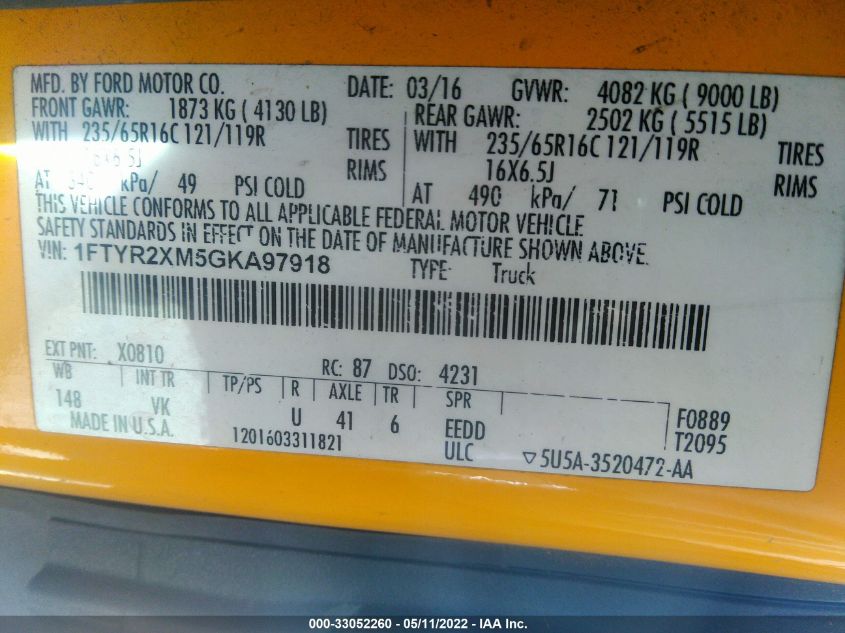 MFD. BY FORD MOTOR CO. DATE: 03/16 GVWR: 4082 KG ( 9000 LB)
FRONT GAWR: 1873 KG ( 4130 LB) REAR GAWR: 2502 KG ( 5515 LB)
WITH 235/65R16C 121/119R TIRES WITH 235/65R16C 121/119R TIRES
16X6.5J RIMS 16X6.5J RIMS
AT 340 kPa/ 49 PSI COLD AT 490 kPa/ 71 PSI COLD
THIS VEHICLE CONFORMS TO ALL APPLICABLE FEDERAL MOTOR VEHICLE
SAFETY STANDARDS IN EFFECT ON THE DATE OF MANUFACTURE SHOWN ABOVE.
VIN: 1FTYR2XM5GKA97918 TYPE: Truck
EXT PNT: X0810 RC: 87 DSO: 4231
WB INT TR TP/PS R AXLE TR SPR
148 VK U 41 6 EEDD F0889
MADE IN U.S.A. 1201603311821 ULC T2095
▽5U5A-3520472-AA
000-33052260 - 05/11/2022 - IAA Inc.